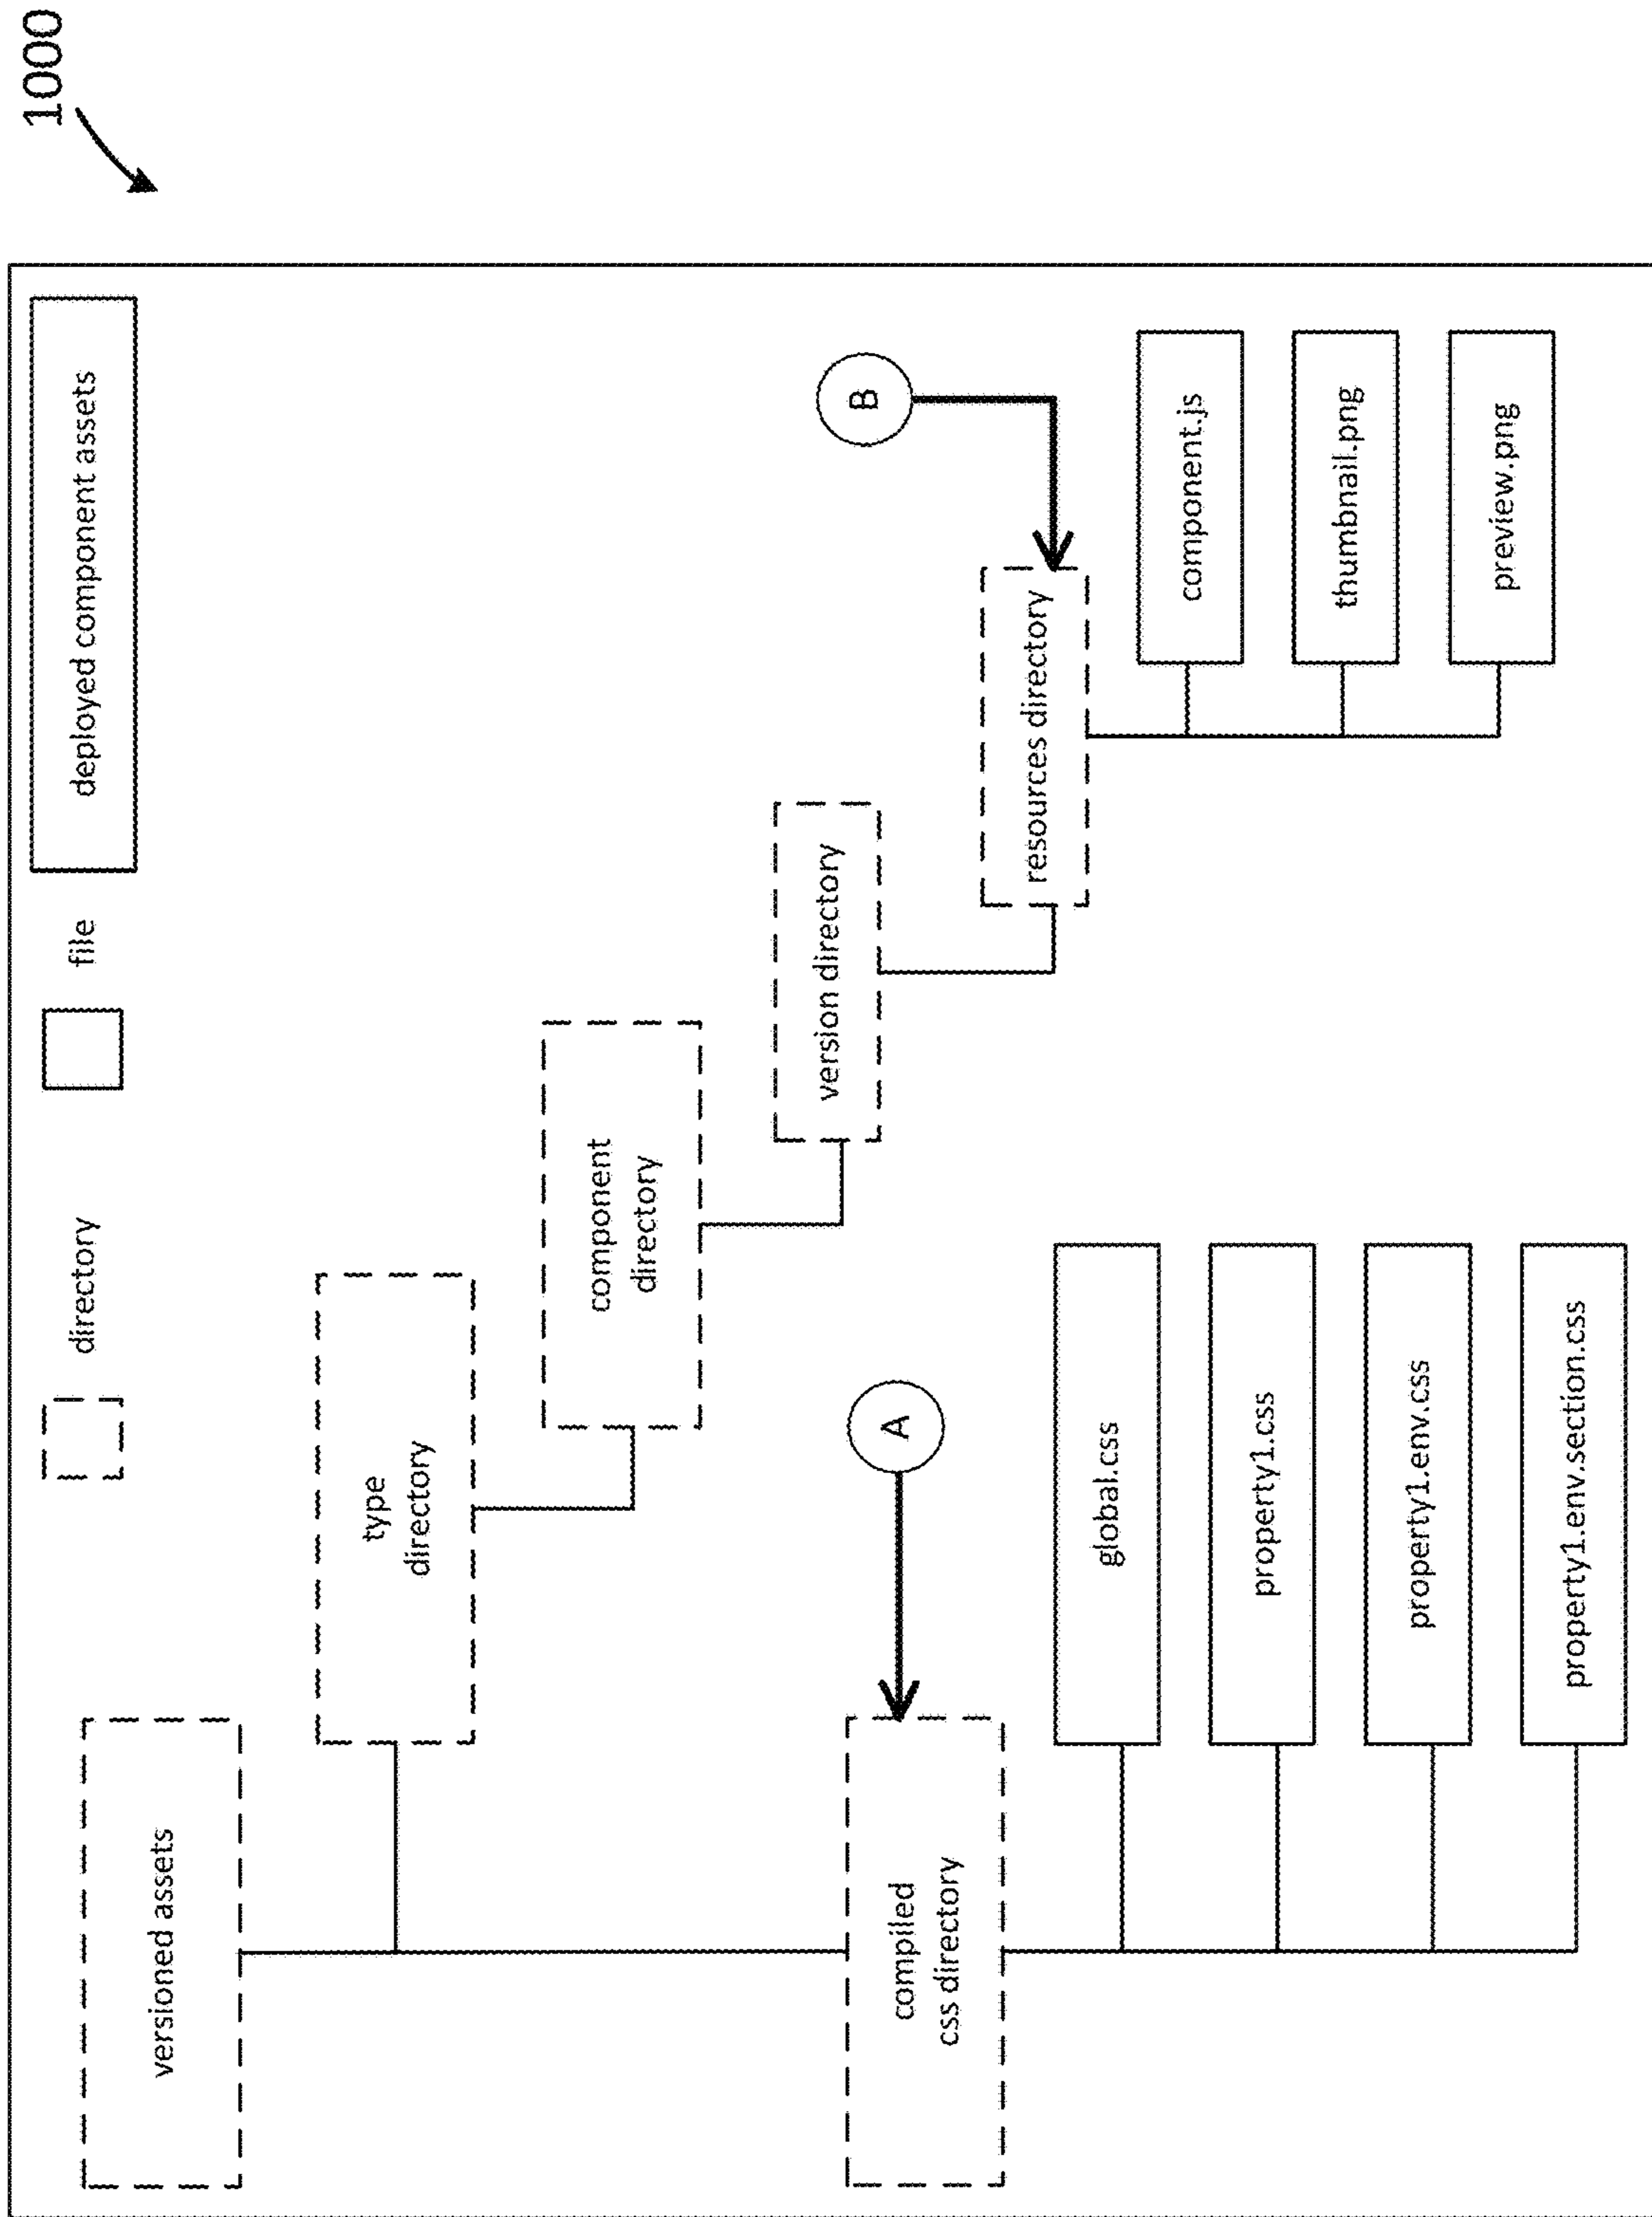 1000
directory
file
deployed component assets
versioned assets
type
directory
component
directory
version directory
B
resources directory
component.js
thumbnail.png
preview.png
compiled
css directory
A
global.css
property1.css
property1.env.css
property1.env.section.css